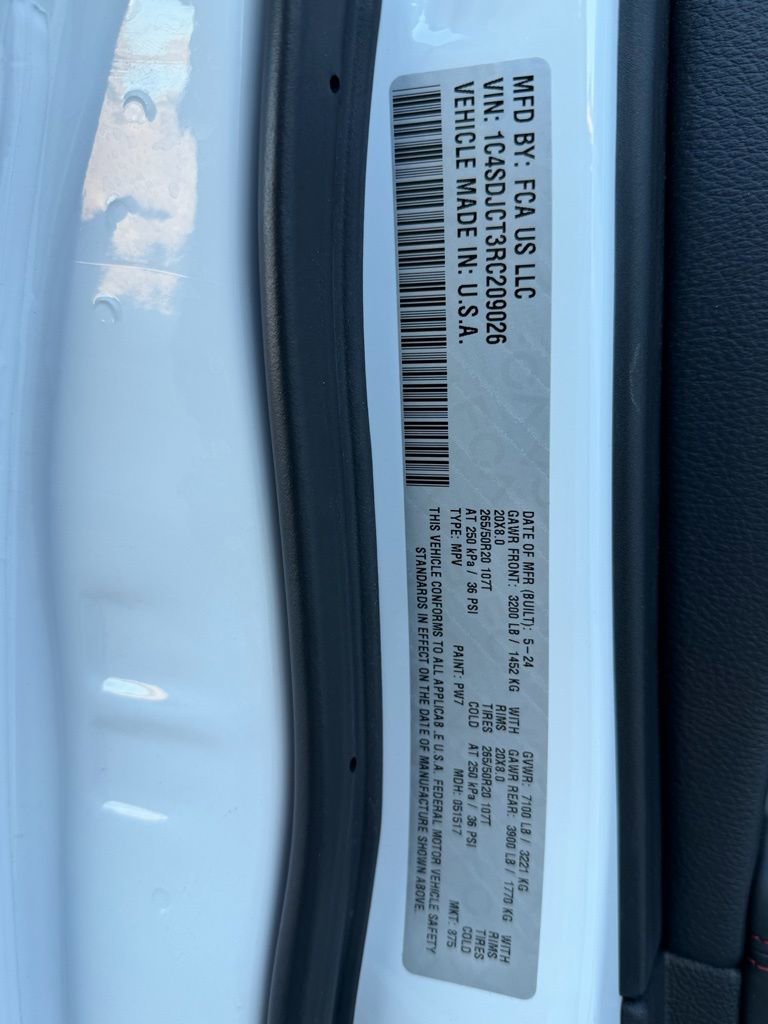 MFD BY: FCA US LLC
VIN: 1C4SDJCT3RC209026
VEHICLE MADE IN: U.S.A.
DATE OF MFR (BUILT): 5-24 GVWR: 7100 LB / 3221 KG
GAWR FRONT: 3200 LB / 1452 KG WITH GAWR REAR: 3900 LB / 1770 KG WITH
20X8.0 RIMS 20X8.0 RIMS
265/50R20 107T TIRES 265/50R20 107T TIRES
AT 250 kPa / 36 PSI COLD AT 250 kPa / 36 PSI COLD
TYPE: MPV PAINT: PW7 MDH: 051517 MKT: 875
THIS VEHICLE CONFORMS TO ALL APPLICAB.E U.S.A. FEDERAL MOTOR VEHICLE SAFETY
STANDARDS IN EFFECT ON THE DATE OF MANUFACTURE SHOWN ABOVE.